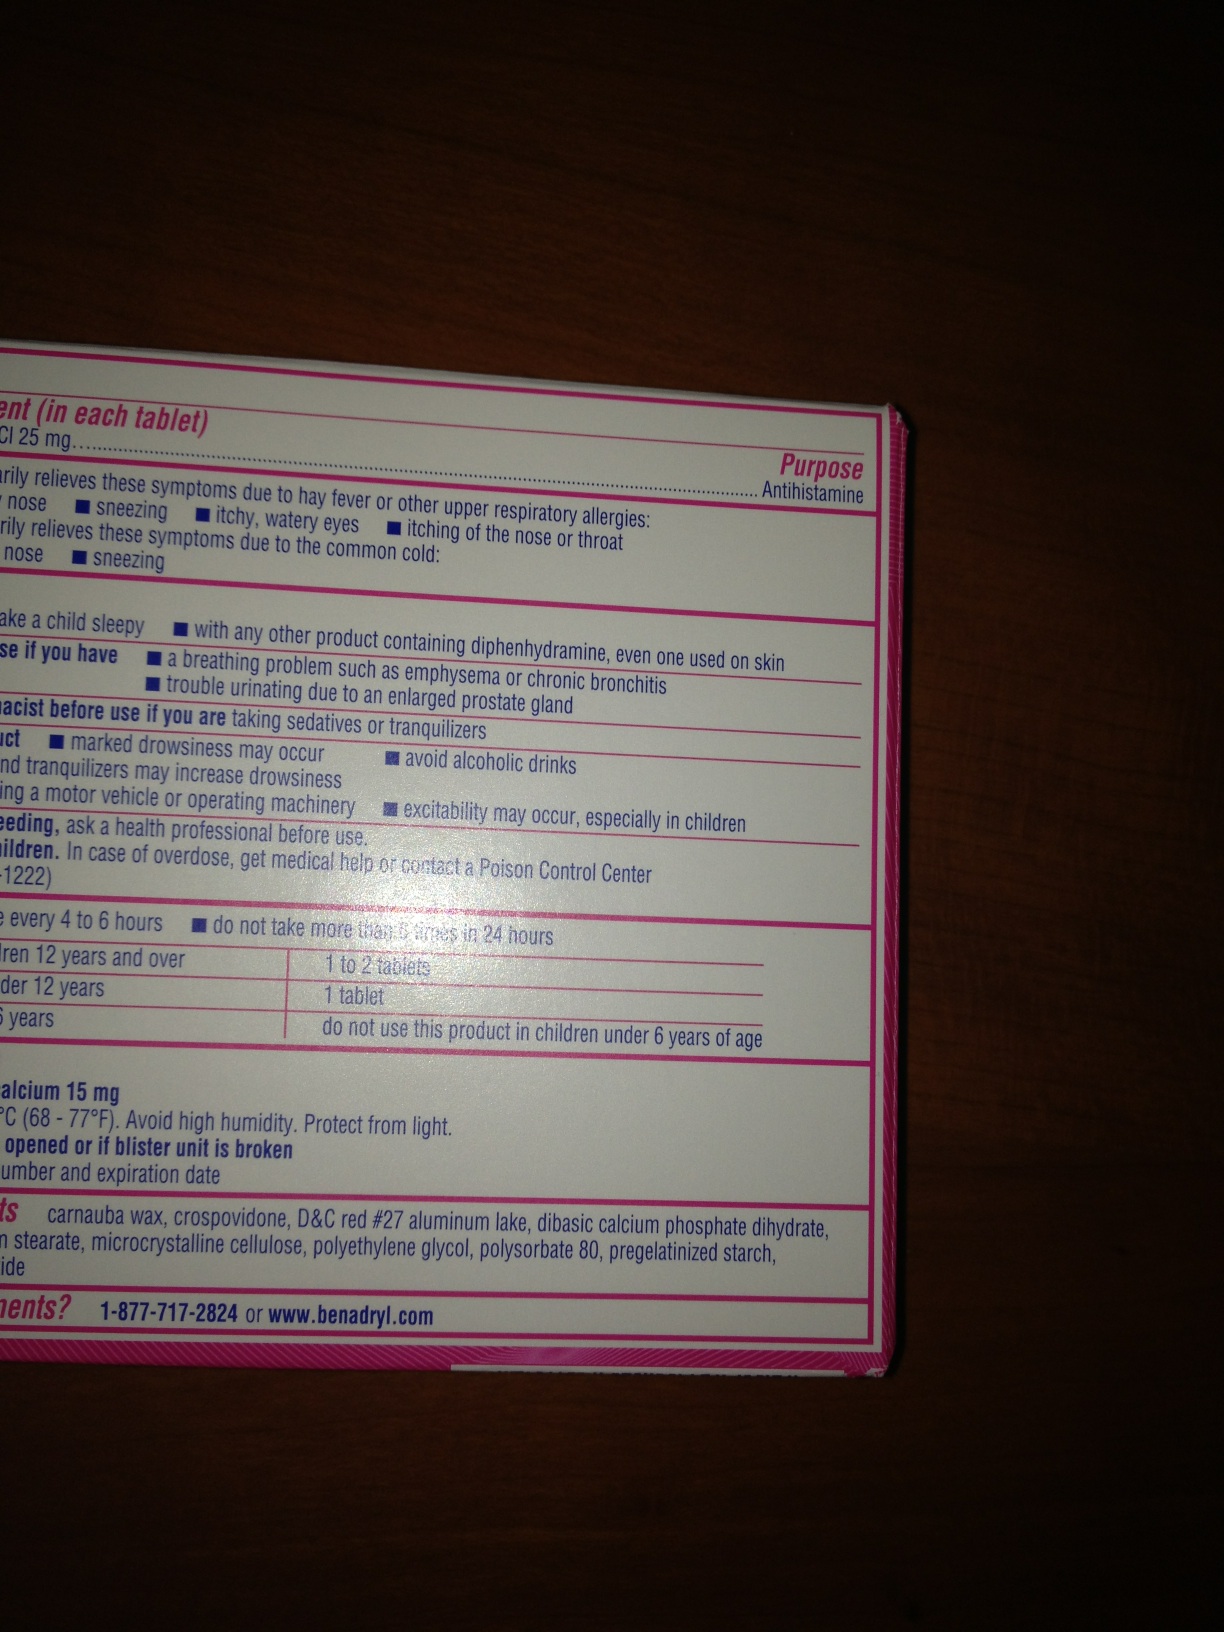 ent (in each tablet)
Cl 25 mg
Purpose
Antihistamine
arily relieves these symptoms due to hay fever or other upper respiratory allergies:
nose ■ sneezing ■ itchy, watery eyes ■ itching of the nose or throat
rily relieves these symptoms due to the common cold:
nose ■ sneezing
ake a child sleepy ■ with any other product containing diphenhydramine, even one used on skin
se if you have ■ a breathing problem such as emphysema or chronic bronchitis
■ trouble urinating due to an enlarged prostate gland
acist before use if you are taking sedatives or tranquilizers
uct ■ marked drowsiness may occur ■ avoid alcoholic drinks
nd tranquilizers may increase drowsiness
ing a motor vehicle or operating machinery ■ excitability may occur, especially in children
eeding, ask a health professional before use.
ildren. In case of overdose, get medical help or contact a Poison Control Center
-1222)
e every 4 to 6 hours ■ do not take more than 6 times in 24 hours
ren 12 years and over 1 to 2 tablets
der 12 years 1 tablet
6 years do not use this product in children under 6 years of age
alcium 15 mg
°C (68 - 77°F). Avoid high humidity. Protect from light.
opened or if blister unit is broken
umber and expiration date
ts carnauba wax, crospovidone, D&C red #27 aluminum lake, dibasic calcium phosphate dihydrate,
n stearate, microcrystalline cellulose, polyethylene glycol, polysorbate 80, pregelatinized starch,
ide
ments? 1-877-717-2824 or www.benadryl.com